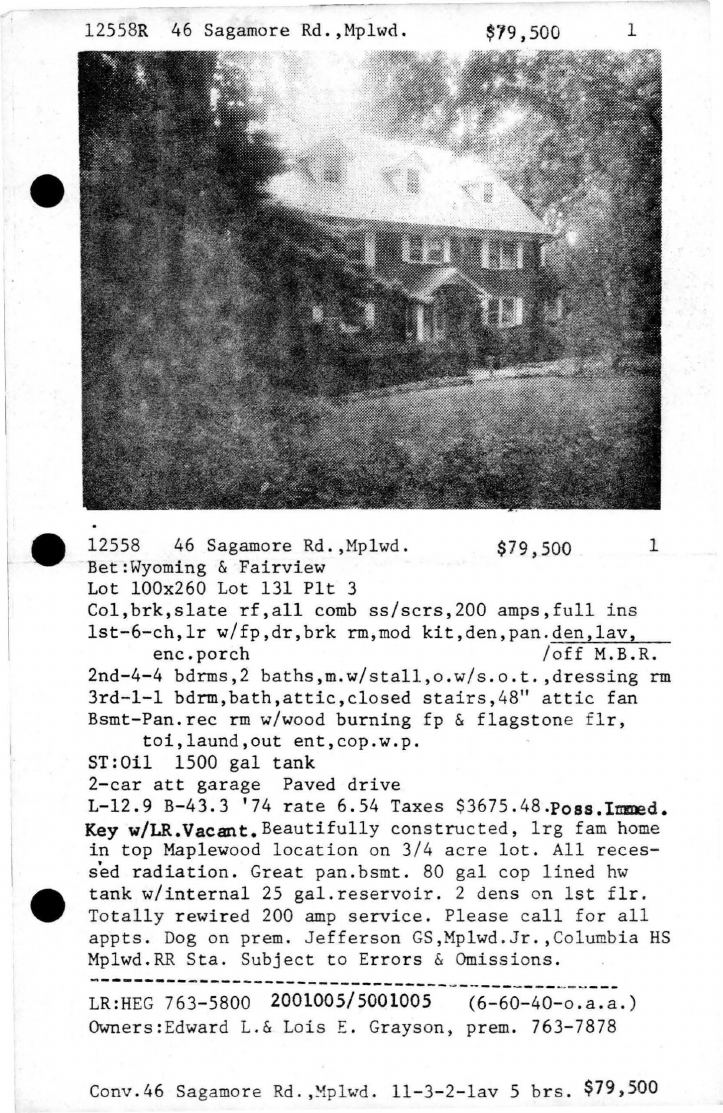 12558R 46 Sagamore Rd.,Mplwd. $79,500 1
12558 46 Sagamore Rd.,Mplwd. $79,500 1
Bet:Wyoming & Fairview
Lot 100x260 Lot 131 Plt 3
Col,brk,slate rf,all comb ss/scrs,200 amps,full ins
1st-6-ch,lr w/fp,dr,brk rm,mod kit,den,pan.den,lav,
enc.porch /off M.B.R.
2nd-4-4 bdrms,2 baths,m.w/stall,o.w/s.o.t.,dressing rm
3rd-1-1 bdrm,bath,attic,closed stairs,48" attic fan
Bsmt-Pan.rec rm w/wood burning fp & flagstone flr,
toi,laund,out ent,cop.w.p.
ST:Oil 1500 gal tank
2-car att garage Paved drive
L-12.9 B-43.3 '74 rate 6.54 Taxes $3675.48.Poss.Immed.
Key w/LR.Vacant.Beautifully constructed, lrg fam home
in top Maplewood location on 3/4 acre lot. All reces-
sed radiation. Great pan.bsmt. 80 gal cop lined hw
tank w/internal 25 gal.reservoir. 2 dens on 1st flr.
Totally rewired 200 amp service. Please call for all
appts. Dog on prem. Jefferson GS,Mplwd.Jr.,Columbia HS
Mplwd.RR Sta. Subject to Errors & Omissions.
LR:HEG 763-5800 2001005/5001005 (6-60-40-o.a.a.)
Owners:Edward L.& Lois E. Grayson, prem. 763-7878
Conv.46 Sagamore Rd.,Mplwd. 11-3-2-lav 5 brs. $79,500